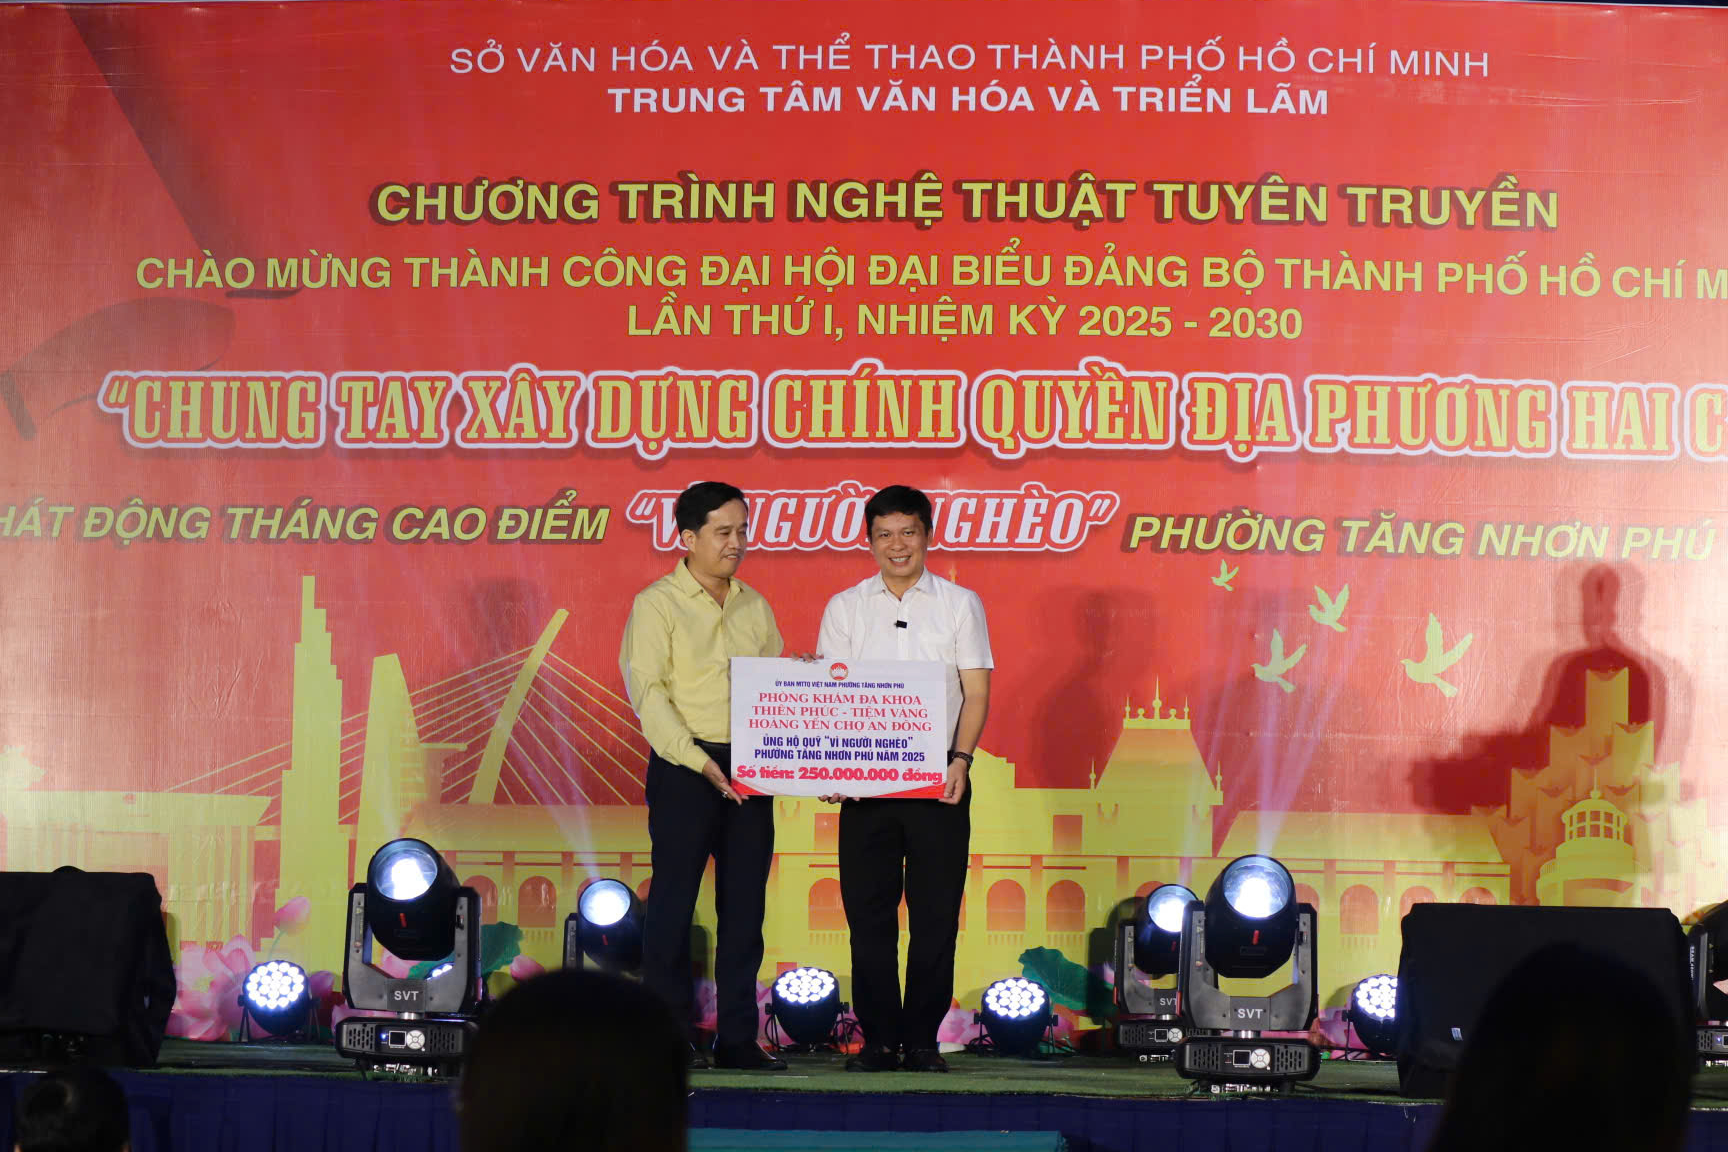 SỞ VĂN HÓA VÀ THỂ THAO THÀNH PHỐ HỒ CHÍ MINH
TRUNG TÂM VĂN HÓA VÀ TRIỂN LÃM
CHƯƠNG TRÌNH NGHỆ THUẬT TUYÊN TRUYỀN
CHÀO MỪNG THÀNH CÔNG ĐẠI HỘI ĐẠI BIỂU ĐẢNG BỘ THÀNH PHỐ HỒ CHÍ M
LẦN THỨ I, NHIỆM KỲ 2025 - 2030
"CHUNG TAY XÂY DỰNG CHÍNH QUYỀN ĐỊA PHƯƠNG HAI C
HÁT ĐỘNG THÁNG CAO ĐIỂM "VÌ NGƯỜI NGHÈO" PHƯỜNG TĂNG NHƠN PHÚ
ỦY BAN MTTQ VIỆT NAM PHƯỜNG TĂNG NHƠN PHÚ
PHÒNG KHÁM ĐA KHOA
THIÊN PHÚC - TIỆM VÀNG
HOÀNG YẾN CHỢ AN ĐÔNG
ỦNG HỘ QUỸ "VÌ NGƯỜI NGHÈO"
PHƯỜNG TĂNG NHƠN PHÚ NĂM 2025
Số tiền: 250.000.000 đồng
SVT
SVT
SVT